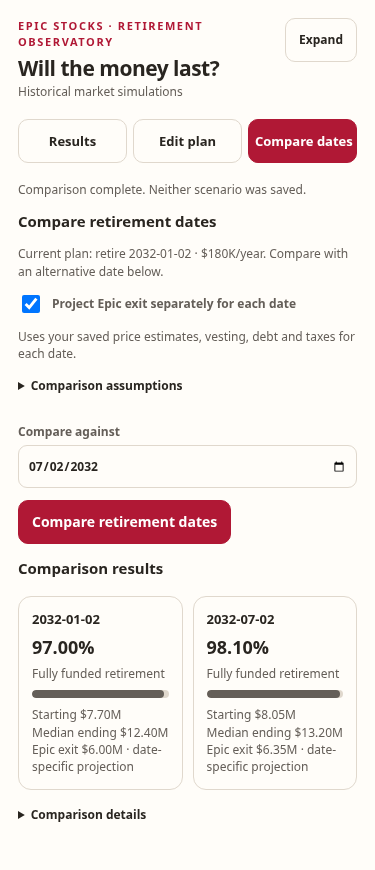 EPIC STOCKS · RETIREMENT
OBSERVATORY
Expand
Will the money last?
Historical market simulations
Results
Edit plan
Compare dates
Comparison complete. Neither scenario was saved.
Compare retirement dates
Current plan: retire 2032-01-02 · $180K/year. Compare with
an alternative date below.
Project Epic exit separately for each date
Uses your saved price estimates, vesting, debt and taxes for
each date.
Comparison assumptions
Compare against
07/02/2032
Compare retirement dates
Comparison results
2032-01-02
97.00%
Fully funded retirement
Starting $7.70M
Median ending $12.40M
Epic exit $6.00M · date-
specific projection
2032-07-02
98.10%
Fully funded retirement
Starting $8.05M
Median ending $13.20M
Epic exit $6.35M · date-
specific projection
Comparison details